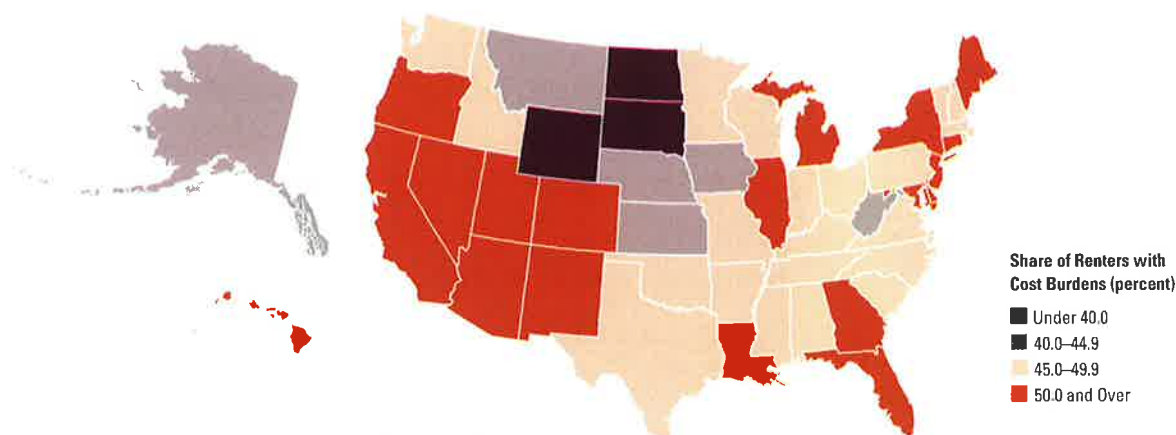 Share of Renters with
Cost Burdens (percent)
Under 40.0
40.0–44.9
45.0–49.9
50.0 and Over